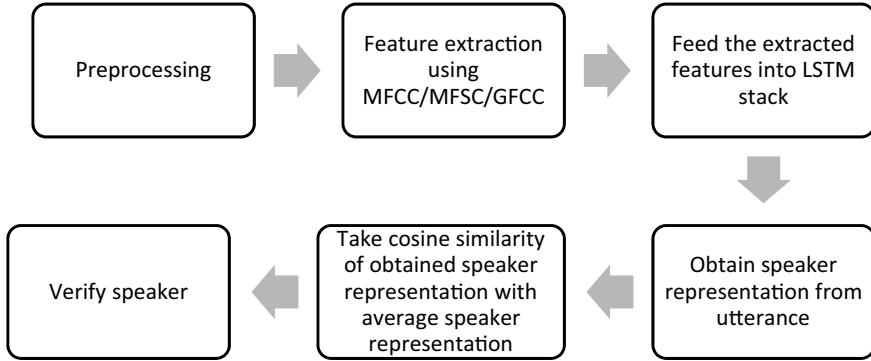 Preprocessing
Feature extraction
using
MFCC/MFSC/GFCC
Feed the extracted
features into LSTM
stack
Obtain speaker
representation from
utterance
Take cosine similarity
of obtained speaker
representation with
average speaker
representation
Verify speaker